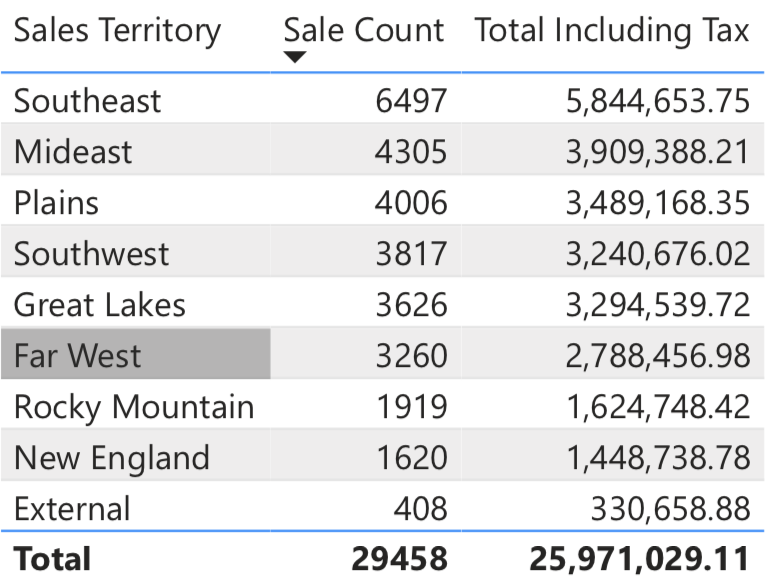 Sales Territory Sale Count Total Including Tax
Southeast 6497 5,844,653.75
Mideast 4305 3,909,388.21
Plains 4006 3,489,168.35
Southwest 3817 3,240,676.02
Great Lakes 3626 3,294,539.72
Far West 3260 2,788,456.98
Rocky Mountain 1919 1,624,748.42
New England 1620 1,448,738.78
External 408 330,658.88
Total 29458 25,971,029.11